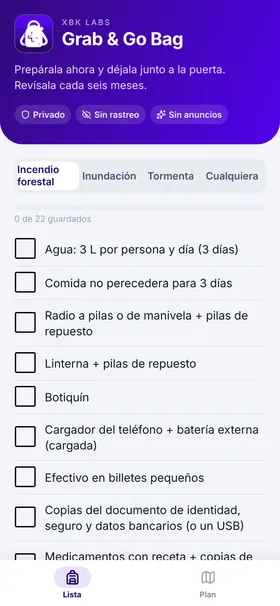 XBK LABS
Grab & Go Bag
Prepárala ahora y déjala junto a la puerta.
Revísala cada seis meses.
Privado
Sin rastreo
Sin anuncios
Incendio
forestal
Inundación
Tormenta
Cualquiera
0 de 22 guardados
Agua: 3 L por persona y día (3 días)
Comida no perecedera para 3 días
Radio a pilas o de manivela + pilas de
repuesto
Linterna + pilas de repuesto
Botiquín
Cargador del teléfono + batería externa
(cargada)
Efectivo en billetes pequeños
Copias del documento de identidad,
seguro y datos bancarios (o un USB)
Medicamentos con receta + copias de
Lista
Plan